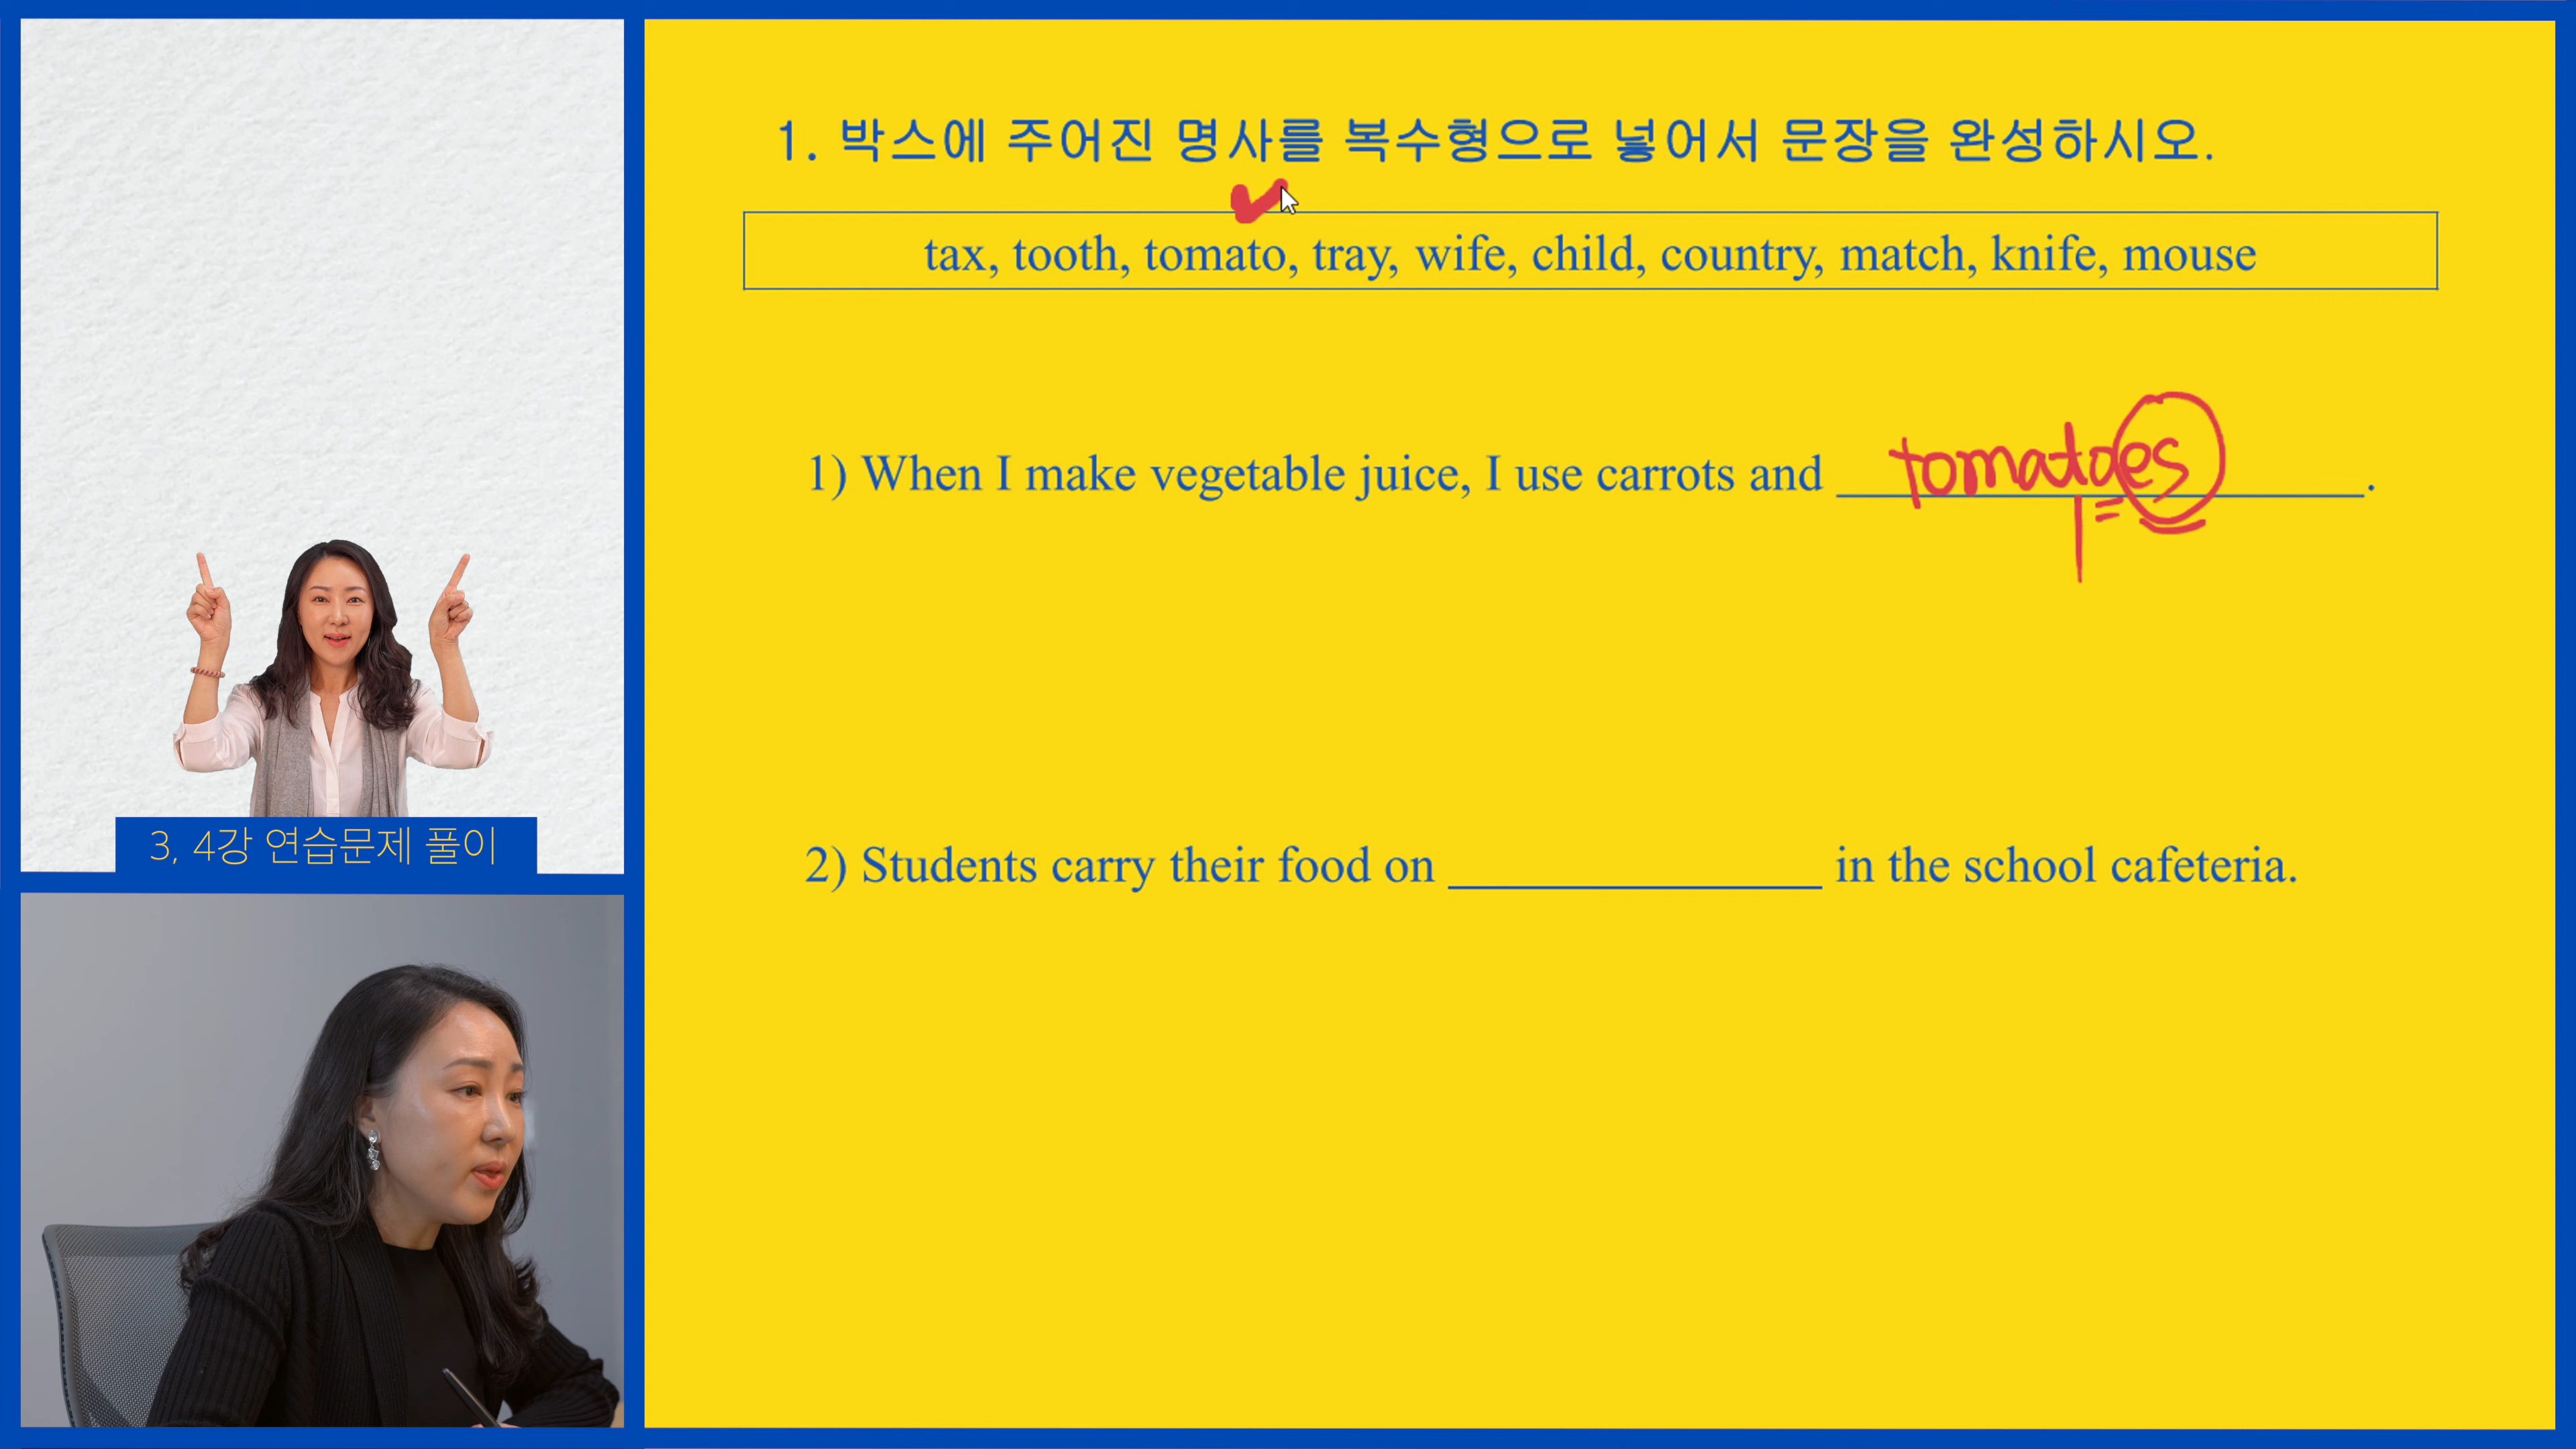 1. 박스에 주어진 명사를 복수형으로 넣어서 문장을 완성하시오.
tax, tooth, tomato, tray, wife, child, country, match, knife, mouse
1) When I make vegetable juice, I use carrots and tomatoes.
2) Students carry their food on ____________ in the school cafeteria.
3, 4강 연습문제 풀이